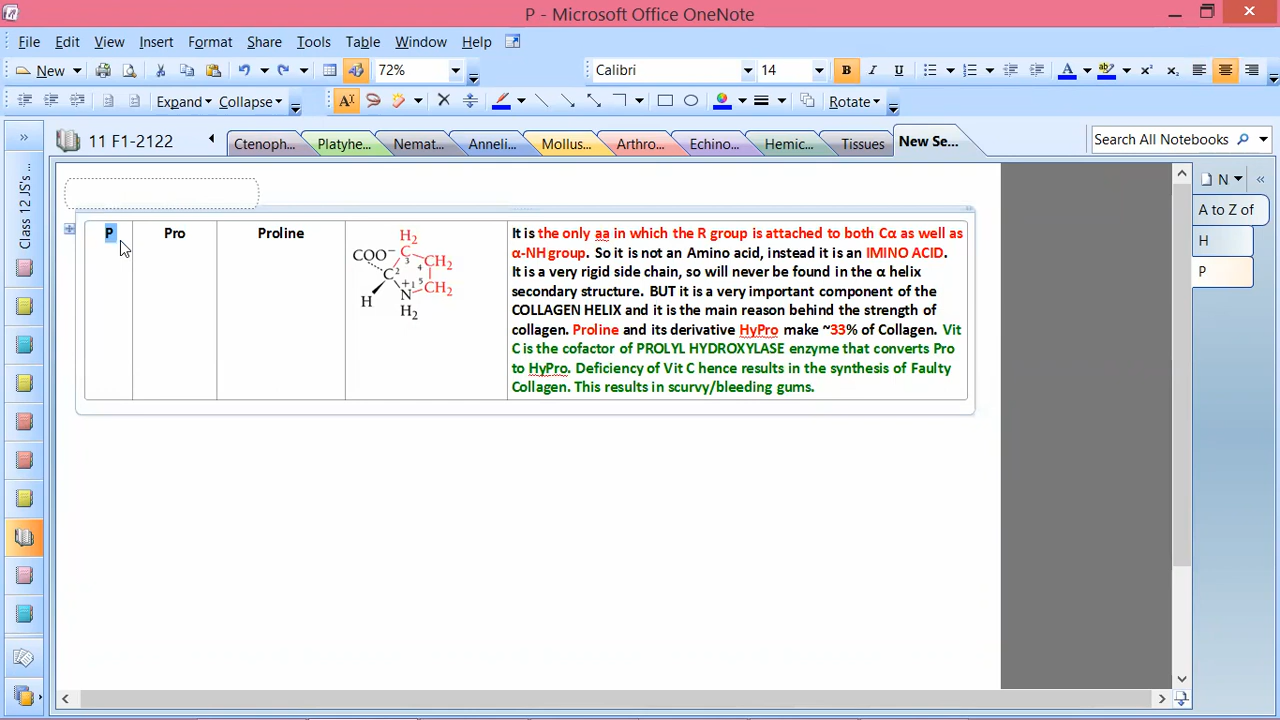 P - Microsoft Office OneNote
File Edit View Insert Format Share Tools Table Window Help
New 72% Calibri 14 B I U
Expand Collapse Rotate
11 F1-2122 Ctenoph... Platyhe... Nemat... Anneli... Mollus... Arthro... Echino... Hemic... Tissues New Se... Search All Notebooks
Class 12 JS's ...
N
A to Z of
H
P
P Pro Proline
H2
COO− C CH2
3 4
C 2 + 1 5 CH2
H N
H2
It is the only aa in which the R group is attached to both Cα as well as
α-NH group. So it is not an Amino acid, instead it is an IMINO ACID.
It is a very rigid side chain, so will never be found in the α helix
secondary structure. BUT it is a very important component of the
COLLAGEN HELIX and it is the main reason behind the strength of
collagen. Proline and its derivative HyPro make ~33% of Collagen. Vit
C is the cofactor of PROLYL HYDROXYLASE enzyme that converts Pro
to HyPro. Deficiency of Vit C hence results in the synthesis of Faulty
Collagen. This results in scurvy/bleeding gums.